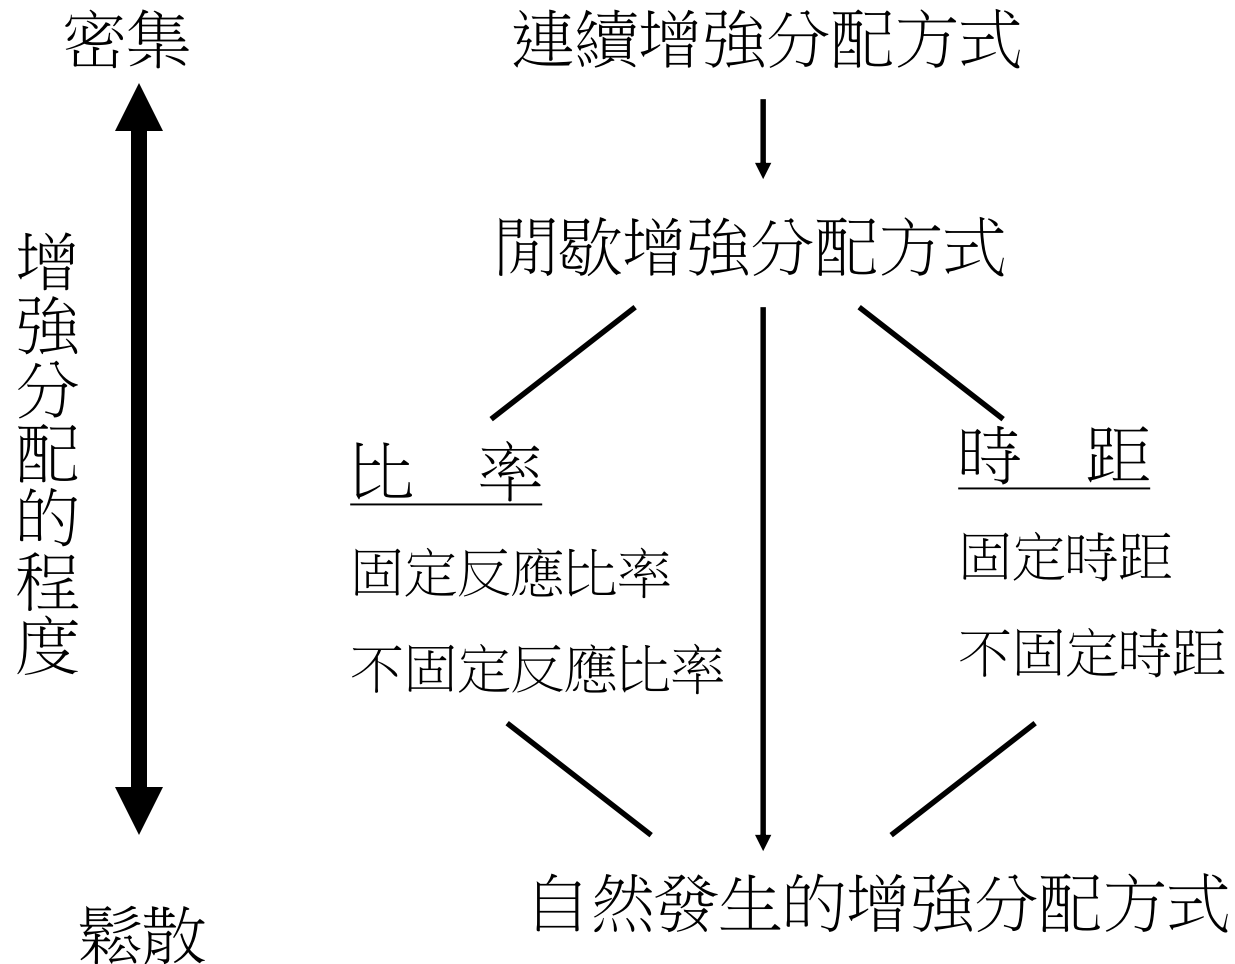 密集
連續增強分配方式
閒歇增強分配方式
增強分配的程度
比 率
時 距
固定反應比率
固定時距
不固定反應比率
不固定時距
自然發生的增強分配方式
鬆散